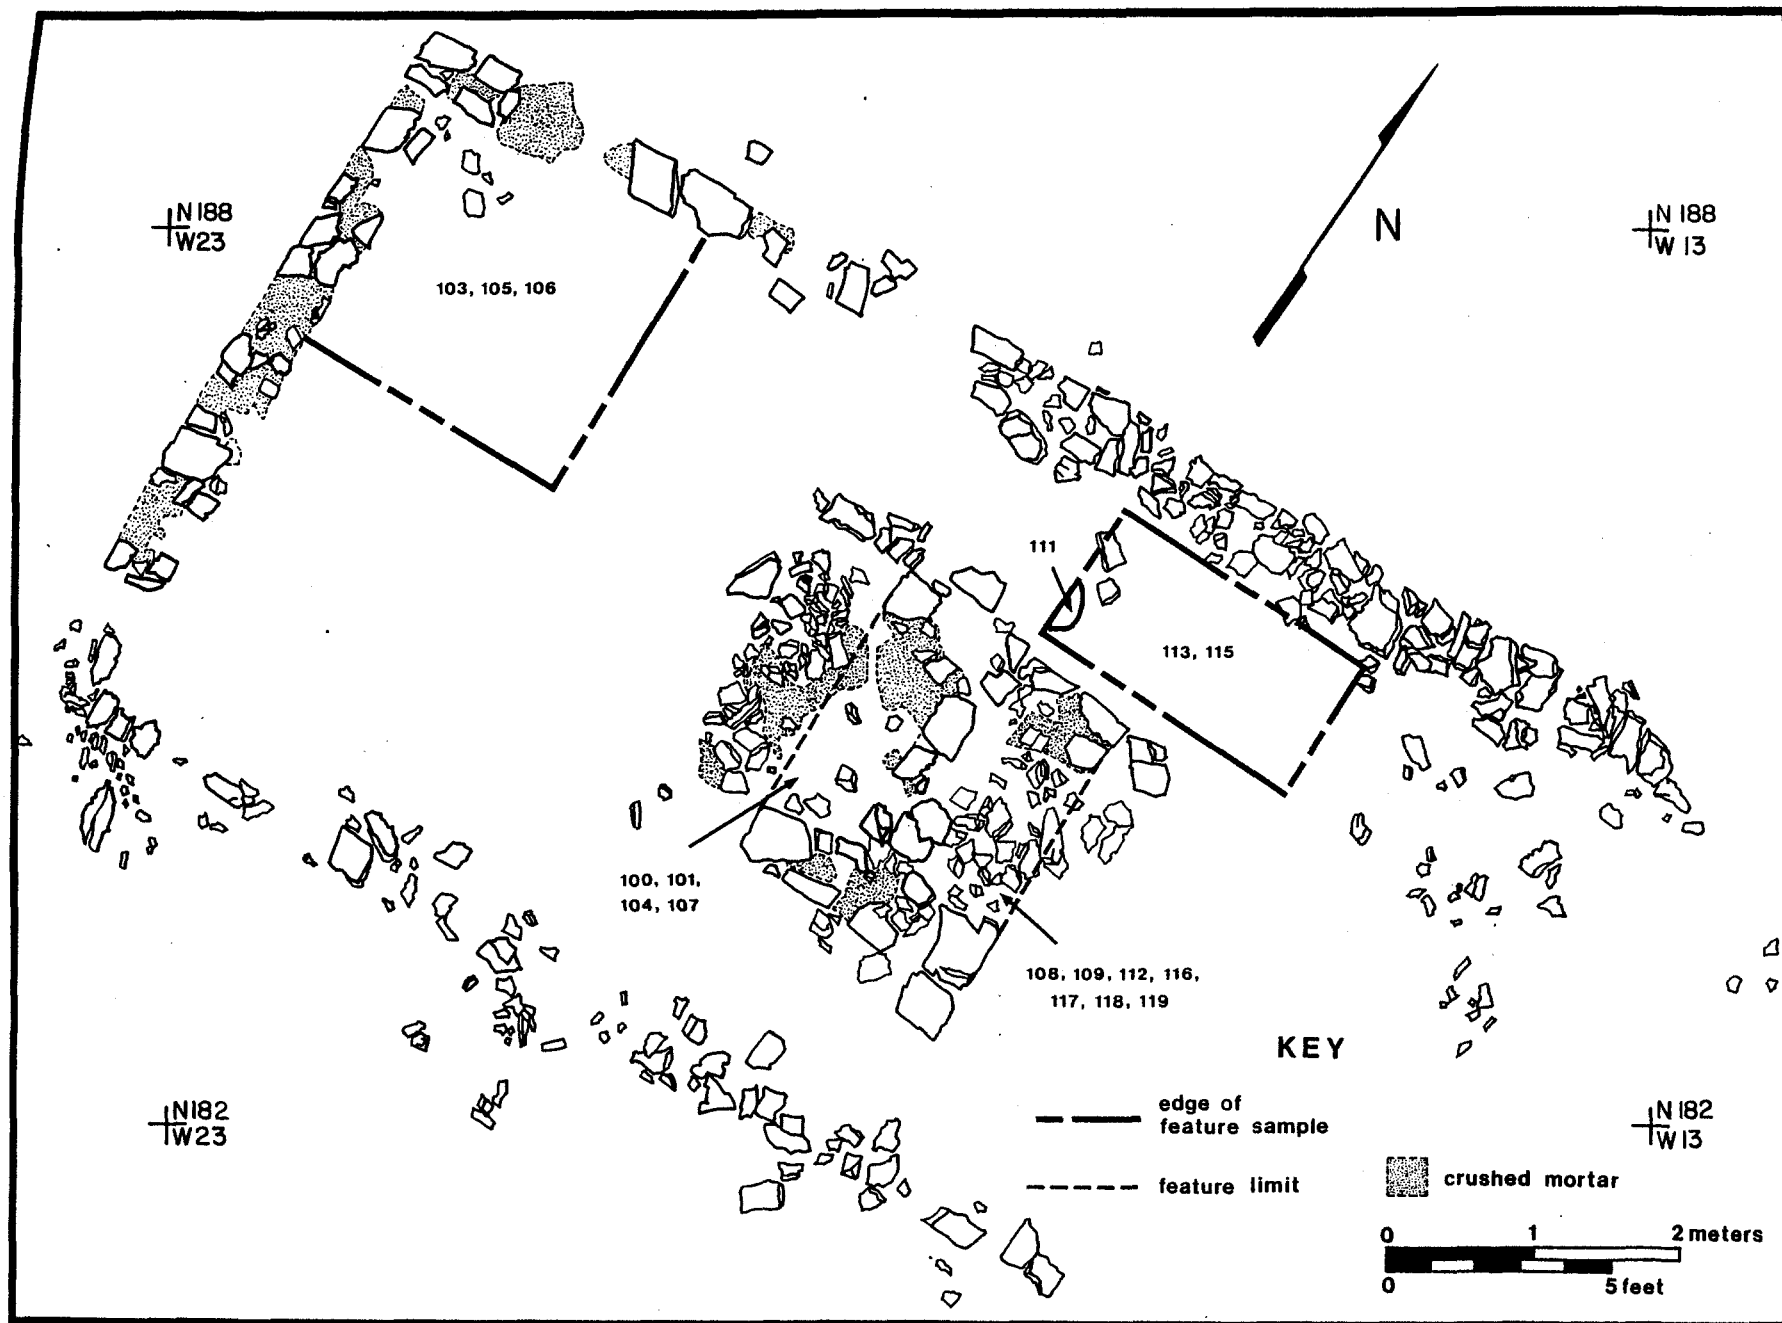 N188
W23
N 188
W 13
N
103, 105, 106
111
113, 115
100, 101,
104, 107
108, 109, 112, 116,
117, 118, 119
KEY
edge of
feature sample
feature limit
crushed mortar
N182
W23
N 182
W 13
0 1 2 meters
0 5 feet